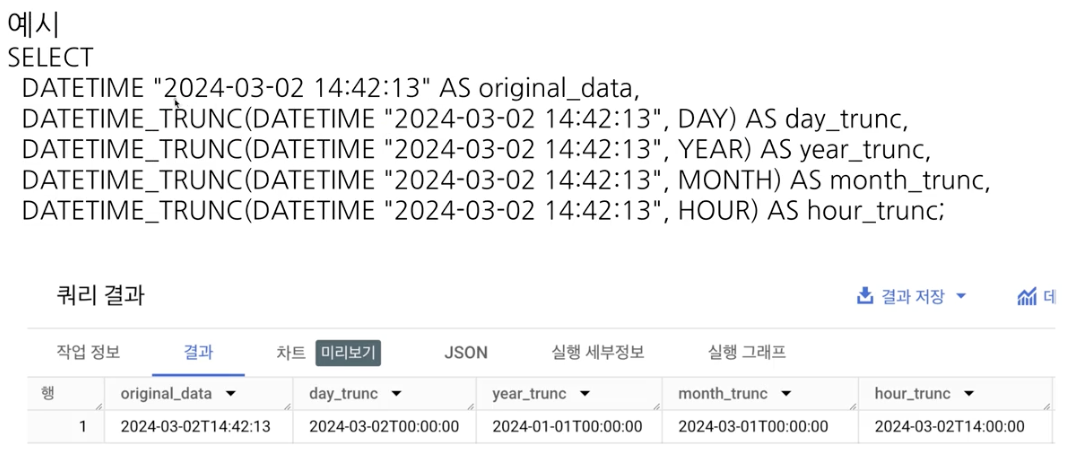 예시
SELECT
DATETIME "2024-03-02 14:42:13" AS original_data,
DATETIME_TRUNC(DATETIME "2024-03-02 14:42:13", DAY) AS day_trunc,
DATETIME_TRUNC(DATETIME "2024-03-02 14:42:13", YEAR) AS year_trunc,
DATETIME_TRUNC(DATETIME "2024-03-02 14:42:13", MONTH) AS month_trunc,
DATETIME_TRUNC(DATETIME "2024-03-02 14:42:13", HOUR) AS hour_trunc;
쿼리 결과 결과 저장 데
작업 정보 결과 차트 미리보기 JSON 실행 세부정보 실행 그래프
행 original_data day_trunc year_trunc month_trunc hour_trunc
1 2024-03-02T14:42:13 2024-03-02T00:00:00 2024-01-01T00:00:00 2024-03-01T00:00:00 2024-03-02T14:00:00